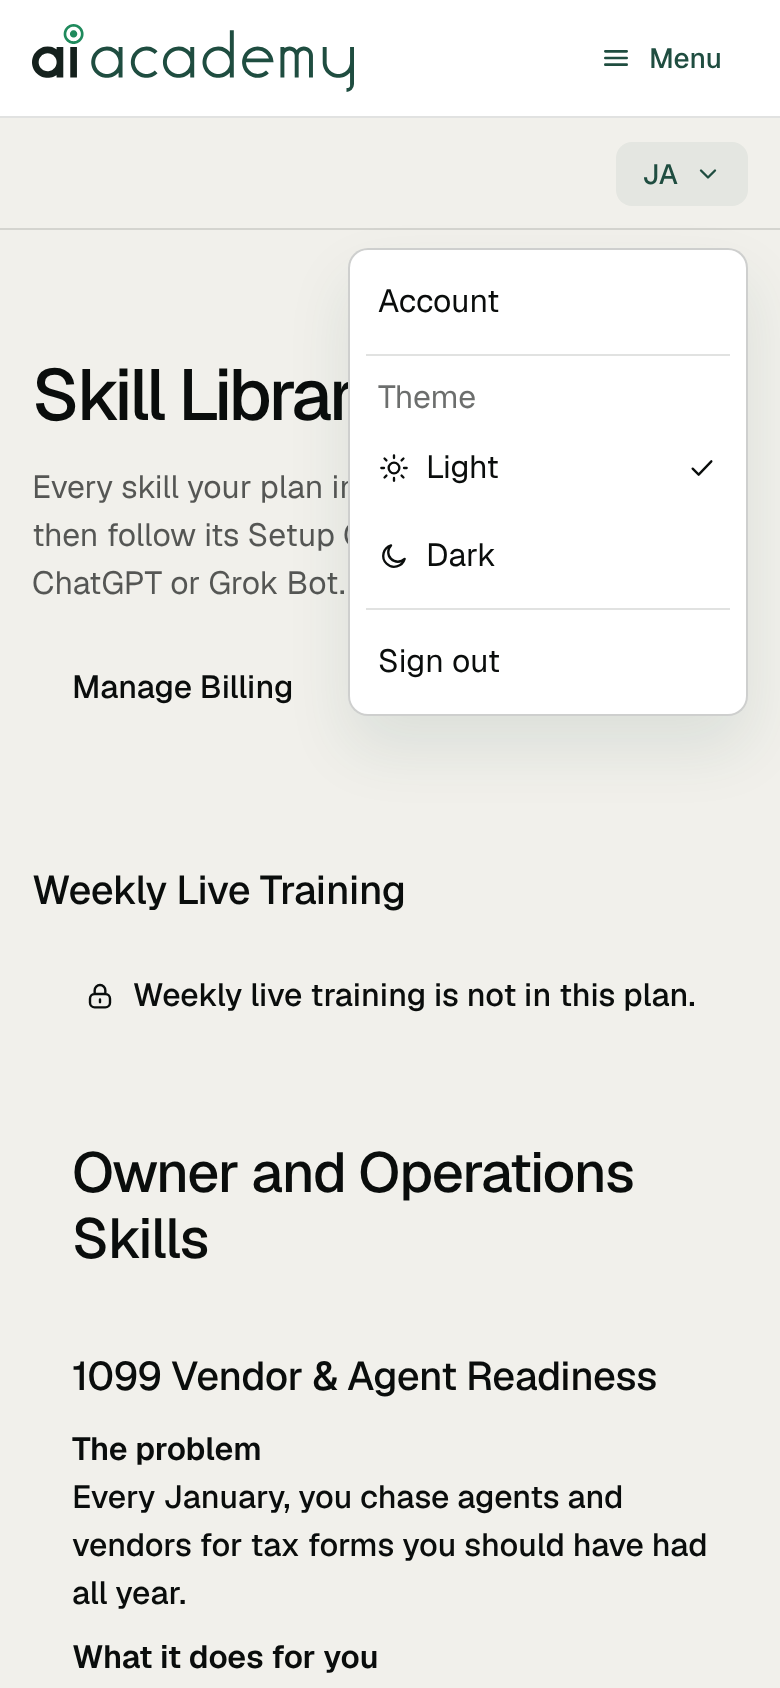 ai academy
Menu
JA
Account
Theme
Light
Dark
Sign out
Skill
Every skill your plan
then follow its Setup
ChatGPT or Grok Bot.
Manage Billing
Weekly Live Training
Weekly live training is not in this plan.
Owner and Operations
Skills
1099 Vendor & Agent Readiness
The problem
Every January, you chase agents and
vendors for tax forms you should have had
all year.
What it does for you